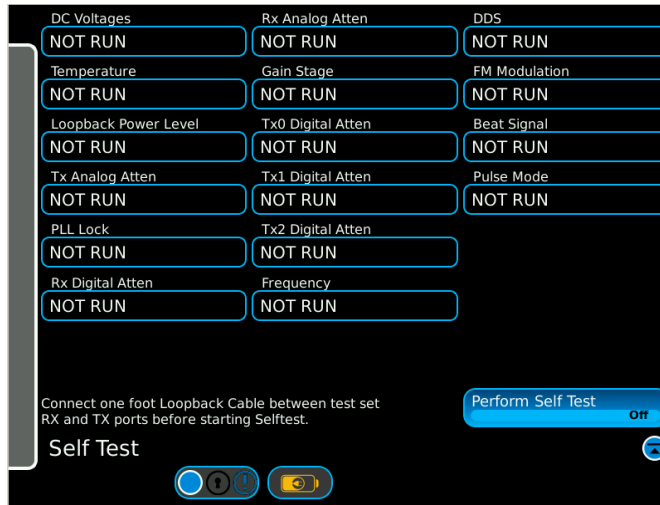 DC Voltages
NOT RUN
Rx Analog Atten
NOT RUN
DDS
NOT RUN
Temperature
NOT RUN
Gain Stage
NOT RUN
FM Modulation
NOT RUN
Loopback Power Level
NOT RUN
Tx0 Digital Atten
NOT RUN
Beat Signal
NOT RUN
Tx Analog Atten
NOT RUN
Tx1 Digital Atten
NOT RUN
Pulse Mode
NOT RUN
PLL Lock
NOT RUN
Tx2 Digital Atten
NOT RUN
Rx Digital Atten
NOT RUN
Frequency
NOT RUN
Connect one foot Loopback Cable between test set
RX and TX ports before starting Selftest.
Perform Self Test
Off
Self Test